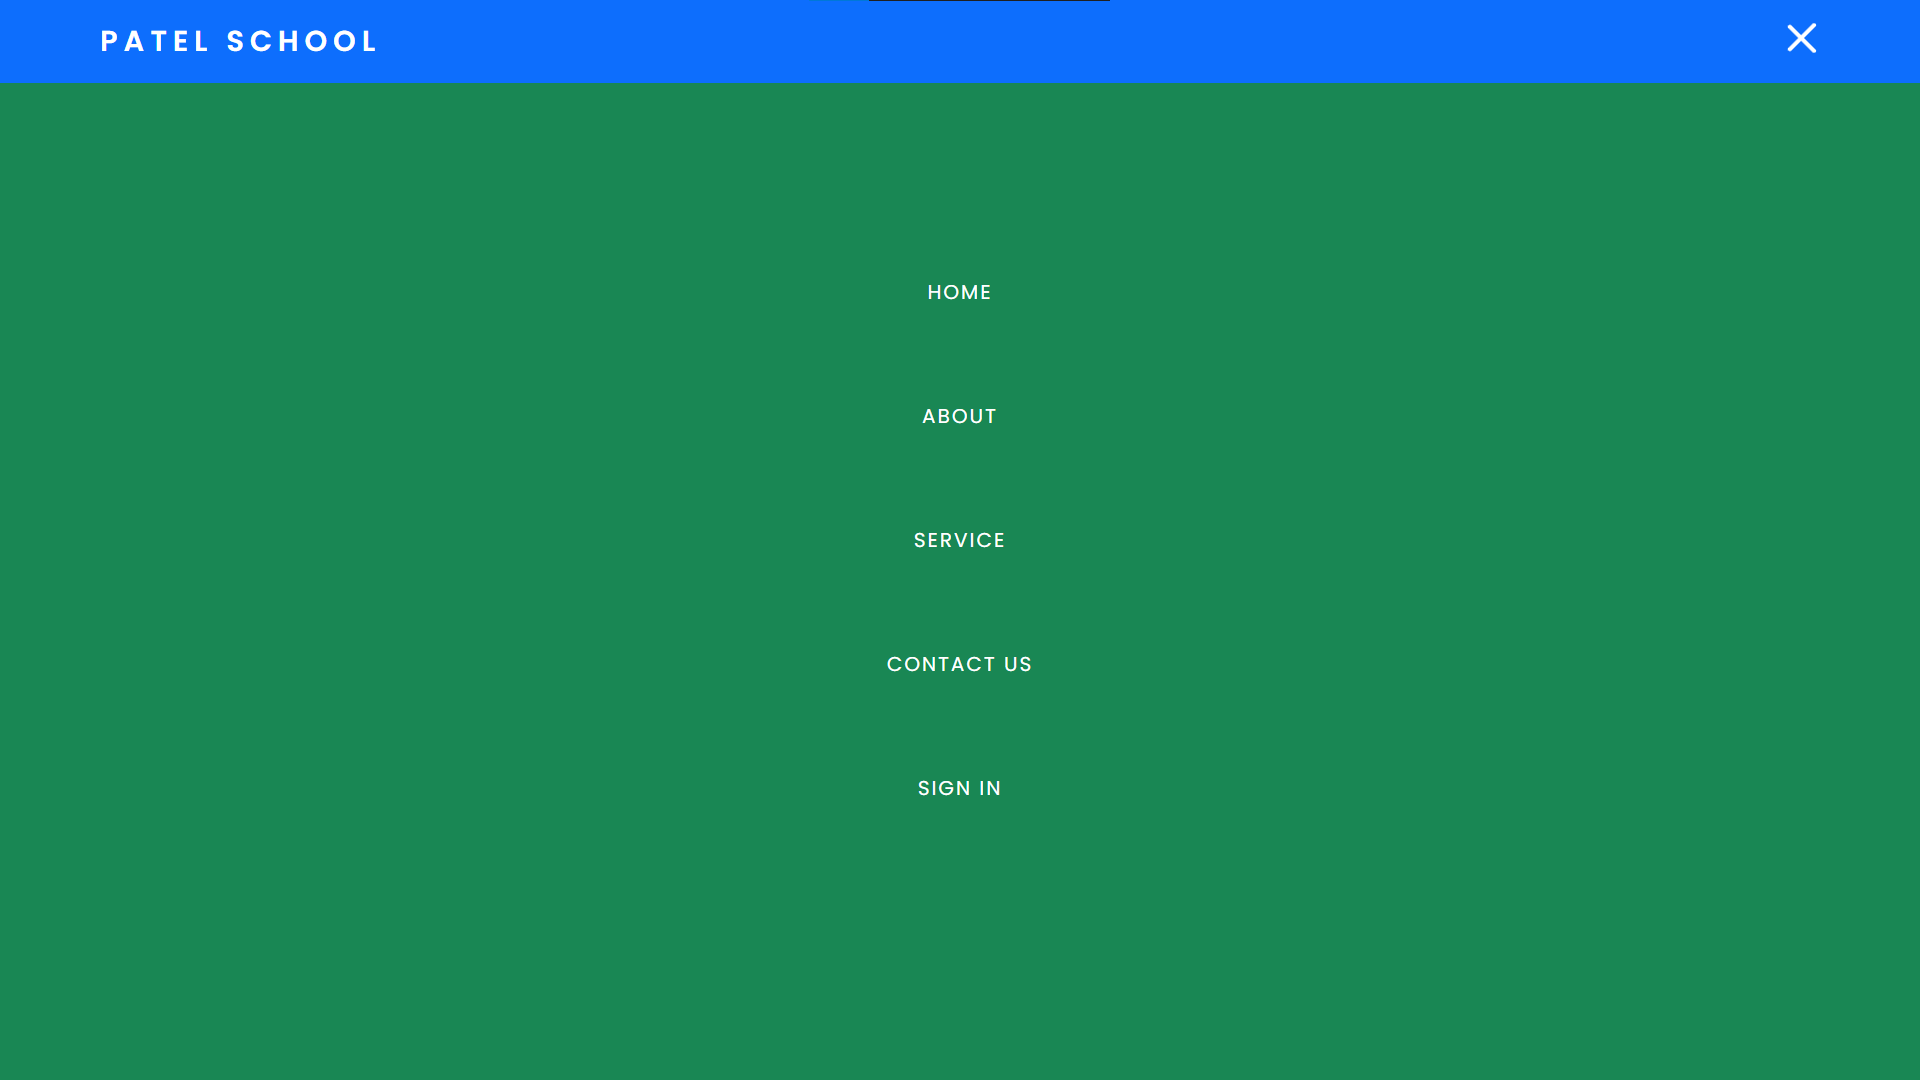 PATEL SCHOOL
HOME
ABOUT
SERVICE
CONTACT US
SIGN IN